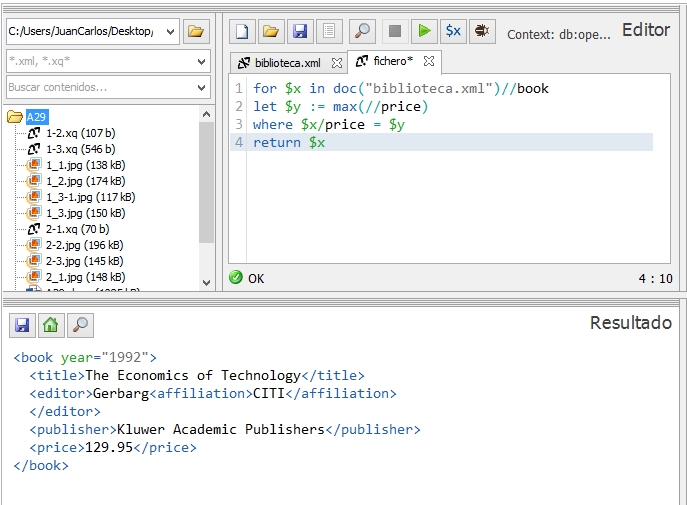 C:/Users/JuanCarlos/Desktop/
*.xml, *.xq*
Buscar contenidos...
A29
1-2.xq (107 b)
1-3.xq (546 b)
1_1.jpg (138 kB)
1_2.jpg (174 kB)
1_3-1.jpg (117 kB)
1_3.jpg (150 kB)
2-1.xq (70 b)
2-2.jpg (196 kB)
2-3.jpg (145 kB)
2_1.jpg (148 kB)
$x
Context: db:ope...
Editor
biblioteca.xml
fichero*
1 for $x in doc("biblioteca.xml")//book
2 let $y := max(//price)
3 where $x/price = $y
4 return $x
OK
4 : 10
Resultado
<book year="1992">
<title>The Economics of Technology</title>
<editor>Gerbarg<affiliation>CITI</affiliation>
</editor>
<publisher>Kluwer Academic Publishers</publisher>
<price>129.95</price>
</book>